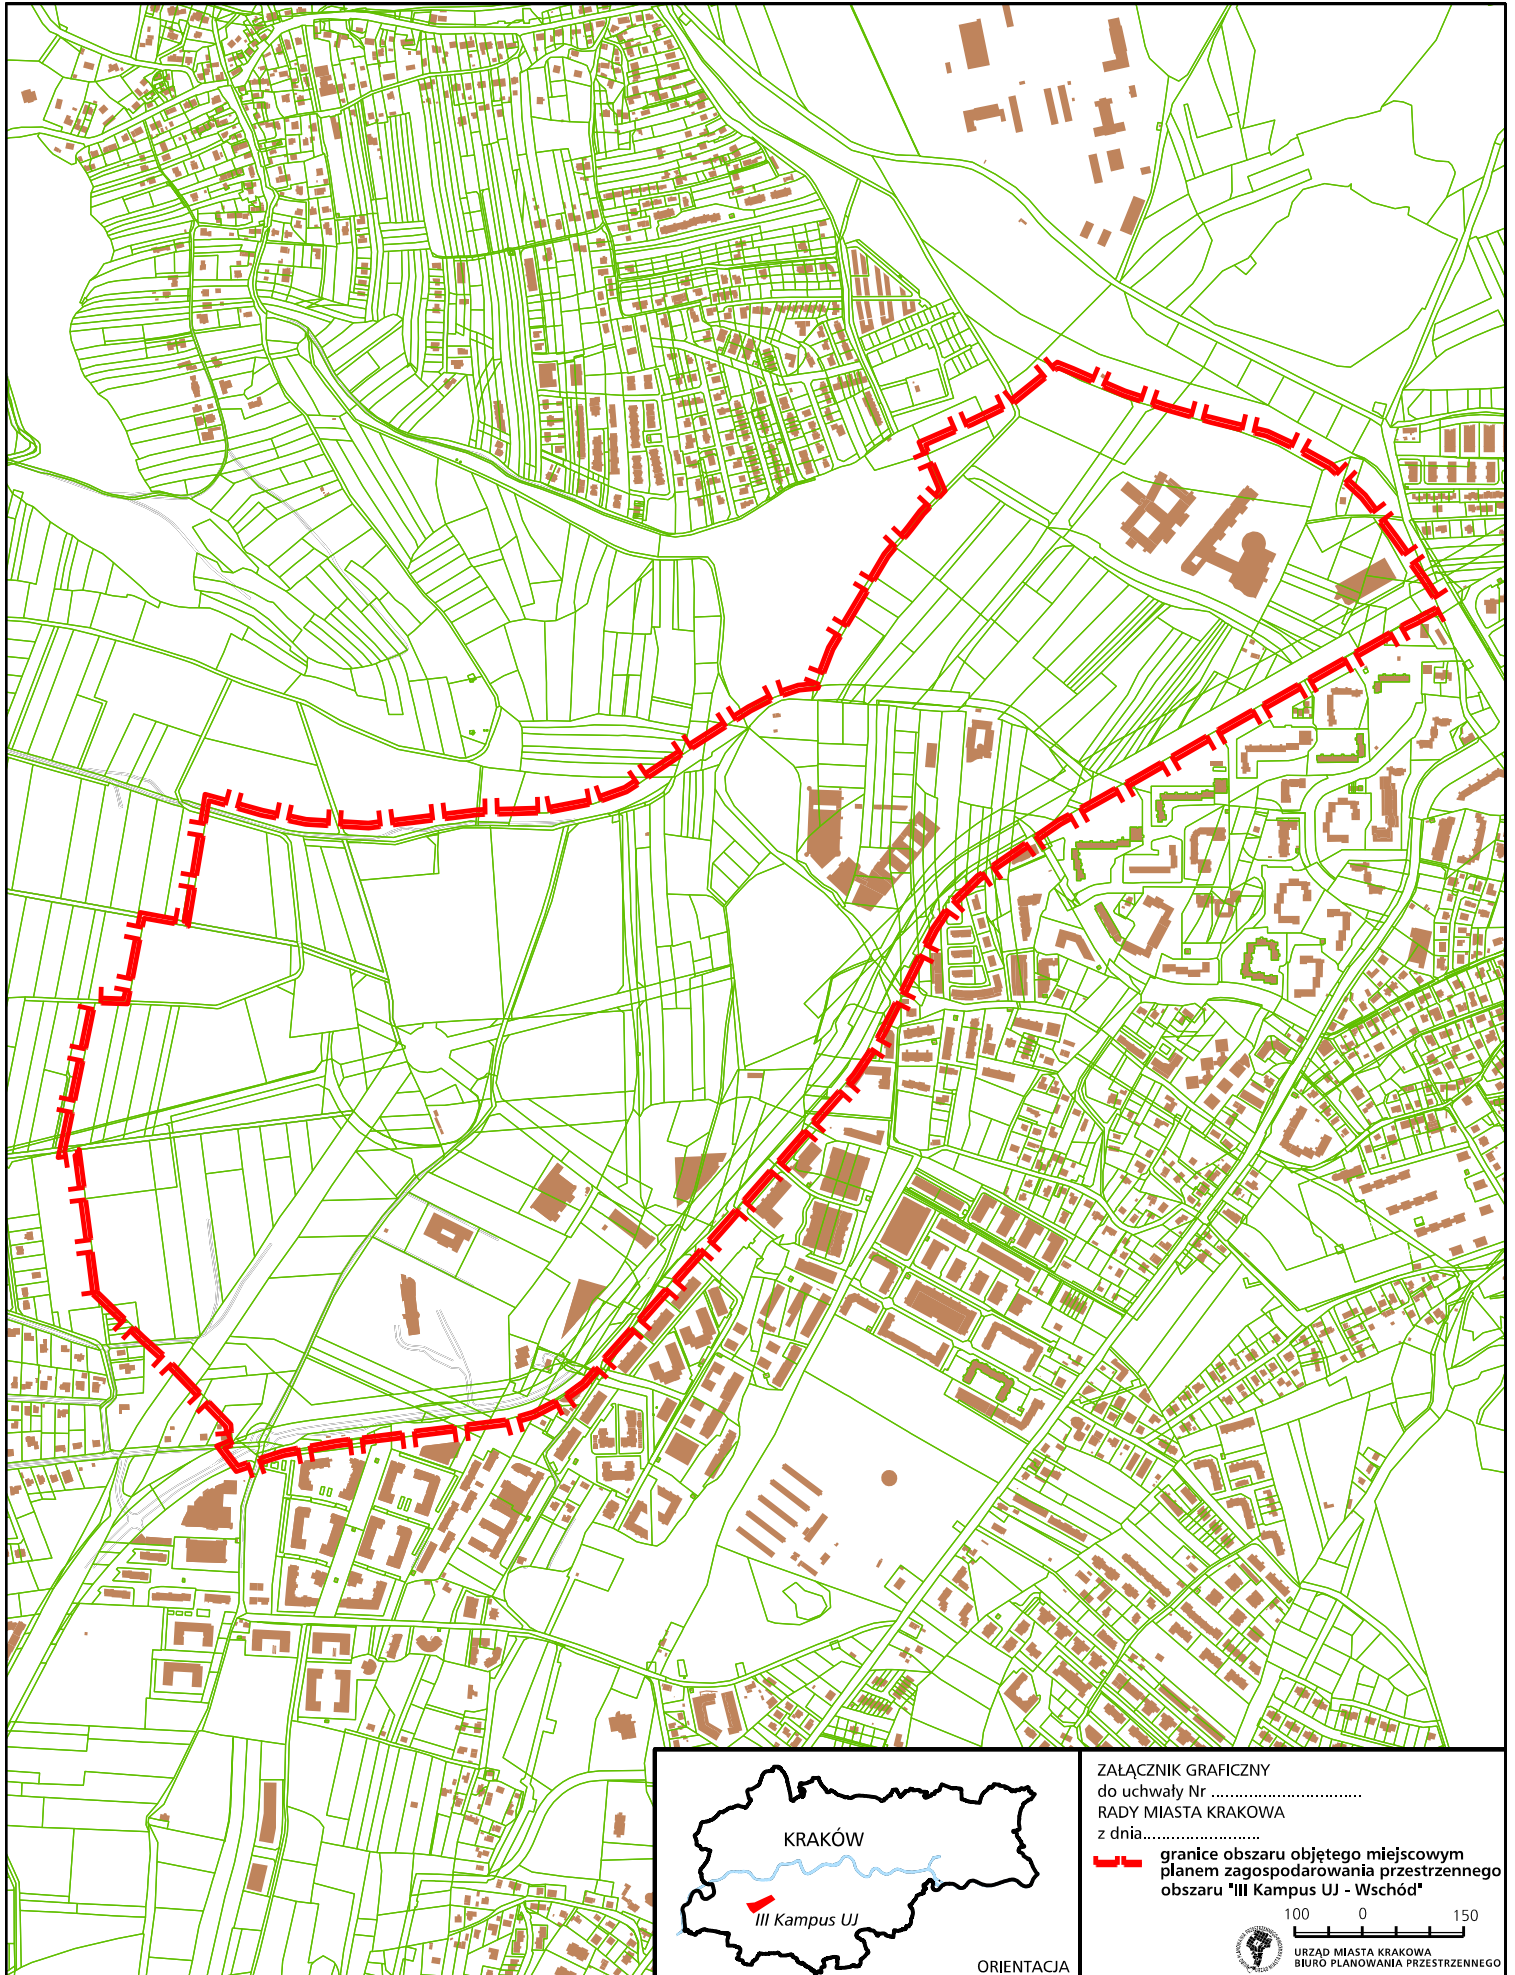 KRAKÓW
III Kampus UJ
ORIENTACJA
ZAŁĄCZNIK GRAFICZNY
do uchwały Nr ................................
RADY MIASTA KRAKOWA
z dnia.........................
granice obszaru objętego miejscowym
planem zagospodarowania przestrzennego
obszaru "III Kampus UJ - Wschód"
100 0 150
URZĄD MIASTA KRAKOWA
BIURO PLANOWANIA PRZESTRZENNEGO